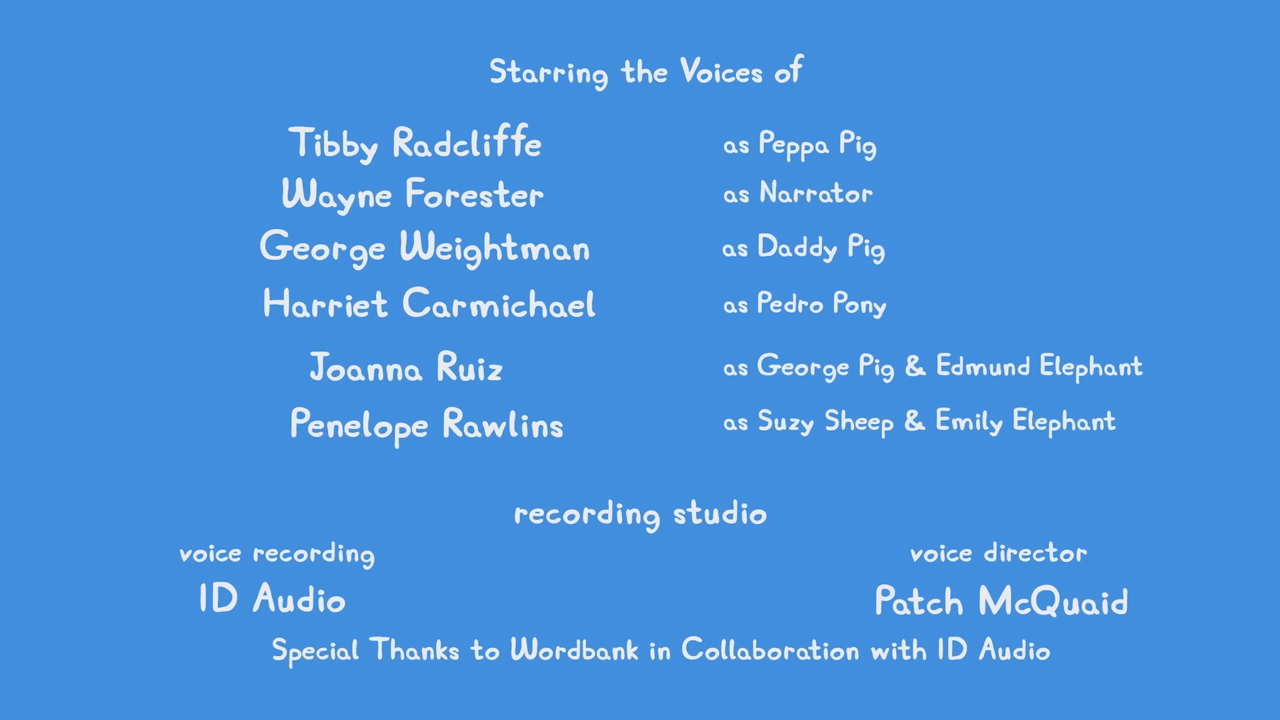 Starring the Voices of
Tibby Radcliffe as Peppa Pig
Wayne Forester as Narrator
George Weightman as Daddy Pig
Harriet Carmichael as Pedro Pony
Joanna Ruiz as George Pig & Edmund Elephant
Penelope Rawlins as Suzy Sheep & Emily Elephant
recording studio
voice recording voice director
ID Audio Patch McQuaid
Special Thanks to Wordbank in Collaboration with ID Audio